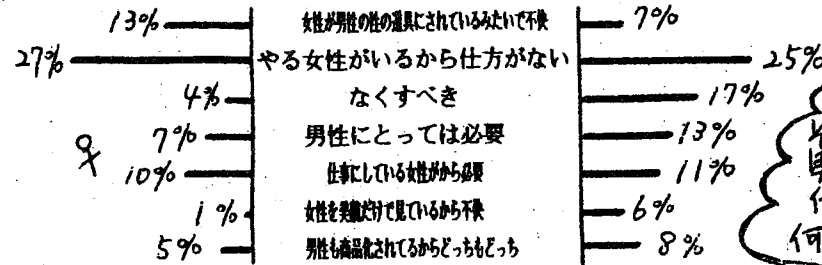 13% 女性が男性の性の道具にされているみたいで不快 7%
27% やる女性がいるから仕方がない 25%
4% なくすべき 17%
7% 男性にとっては必要 13%
♀ 10% 仕事にしている女性がから必要 11%
1% 女性を美貌だけで見ているから不快 6%
5% 男性も商品化されてるからどっちもどっち 8%
何